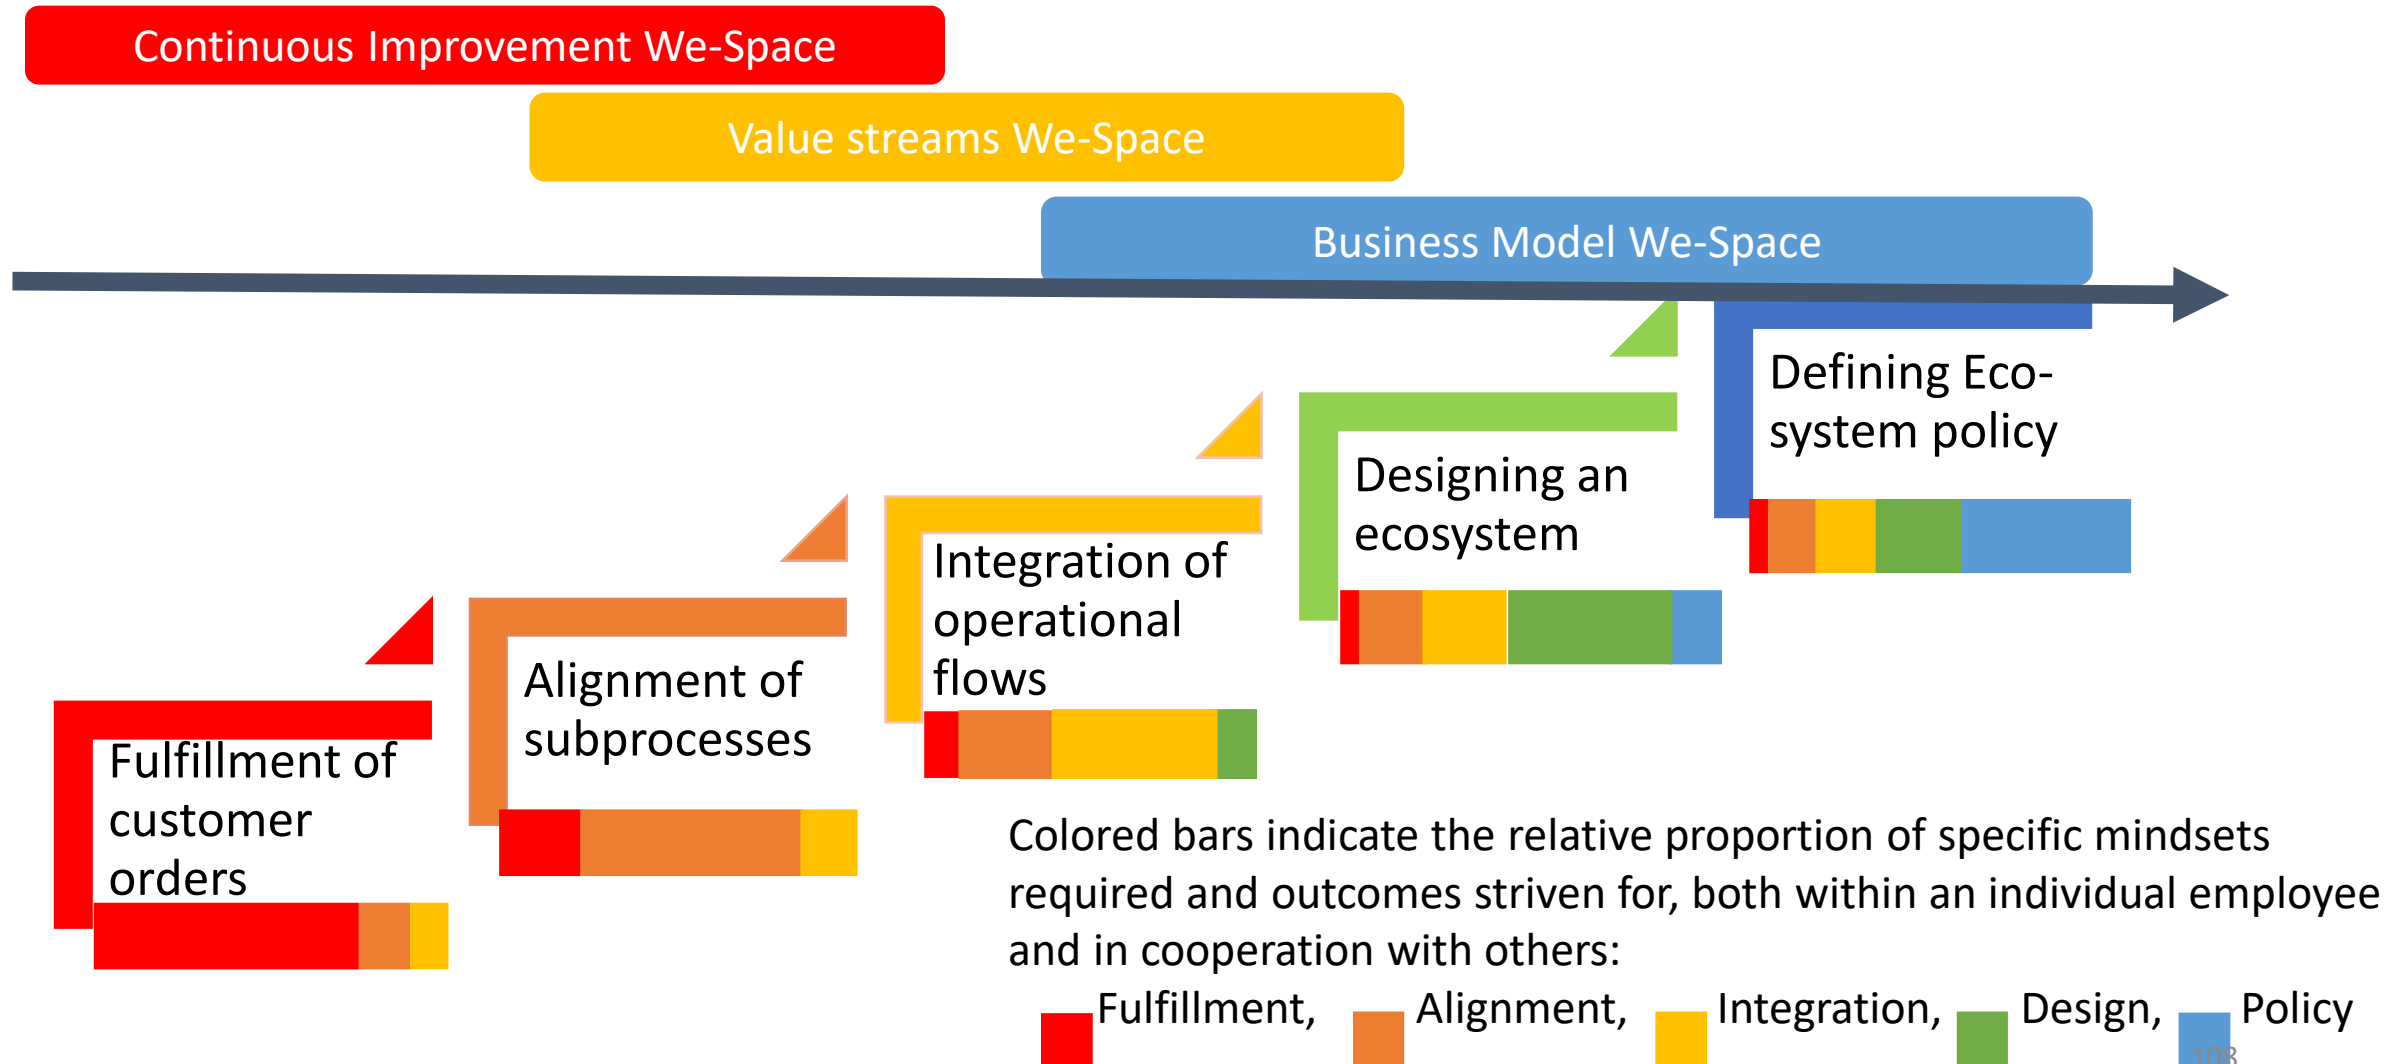 Continuous Improvement We-Space
Value streams We-Space
Business Model We-Space
Defining Eco-
system policy
Designing an
ecosystem
Integration of
operational
flows
Alignment of
subprocesses
Fulfillment of
customer
orders
Colored bars indicate the relative proportion of specific mindsets
required and outcomes striven for, both within an individual employee
and in cooperation with others:
Fulfillment, Alignment, Integration, Design, Policy
108